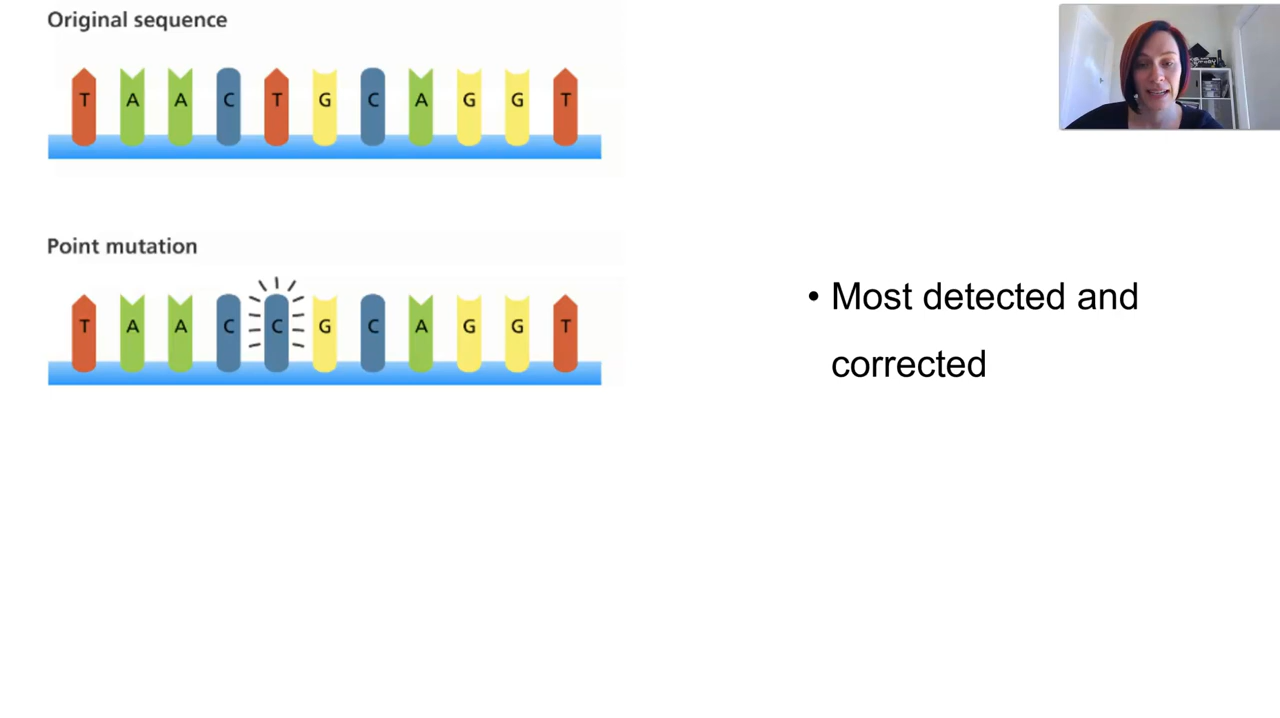 Original sequence
T A A C T G C A G G T
Point mutation
T A A C C G C A G G T
• Most detected and
corrected